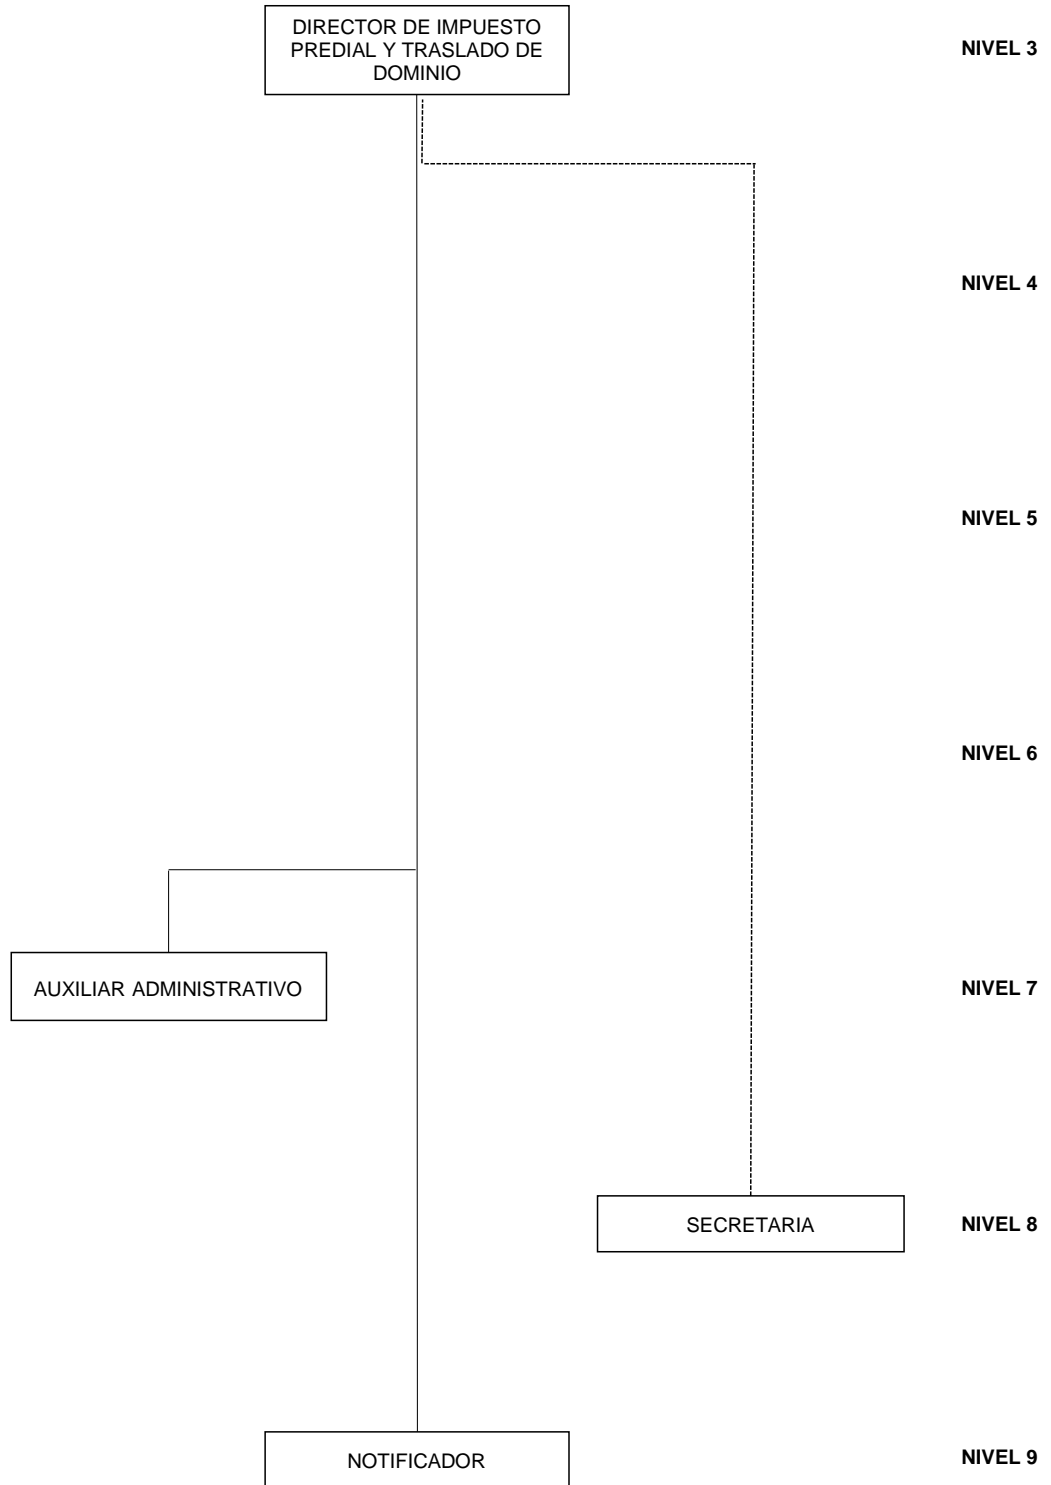 DIRECTOR DE IMPUESTO
PREDIAL Y TRASLADO DE
DOMINIO
NIVEL 3
NIVEL 4
NIVEL 5
NIVEL 6
AUXILIAR ADMINISTRATIVO
NIVEL 7
SECRETARIA
NIVEL 8
NOTIFICADOR
NIVEL 9